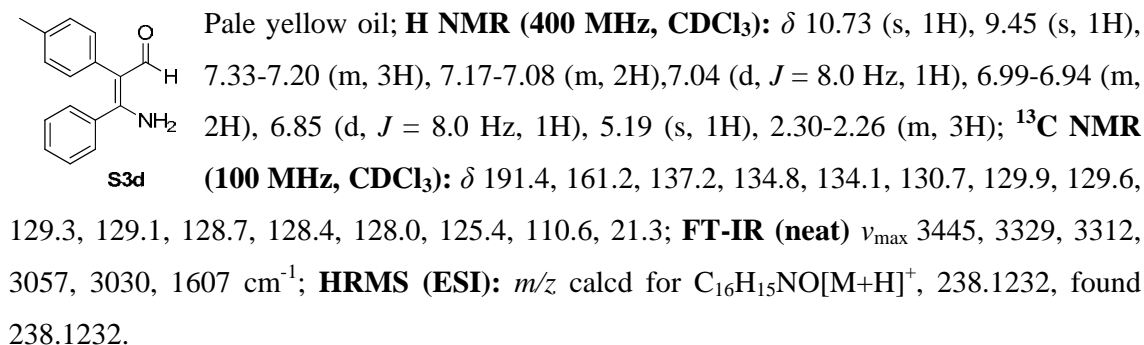 Pale yellow oil; H NMR (400 MHz, CDCl₃): δ 10.73 (s, 1H), 9.45 (s, 1H),
7.33-7.20 (m, 3H), 7.17-7.08 (m, 2H),7.04 (d, J = 8.0 Hz, 1H), 6.99-6.94 (m,
2H), 6.85 (d, J = 8.0 Hz, 1H), 5.19 (s, 1H), 2.30-2.26 (m, 3H); ¹³C NMR
(100 MHz, CDCl₃): δ 191.4, 161.2, 137.2, 134.8, 134.1, 130.7, 129.9, 129.6,
129.3, 129.1, 128.7, 128.4, 128.0, 125.4, 110.6, 21.3; FT-IR (neat) νmax 3445, 3329, 3312,
3057, 3030, 1607 cm⁻¹; HRMS (ESI): m/z calcd for C₁₆H₁₅NO[M+H]⁺, 238.1232, found
238.1232.
O
H
NH₂
S3d